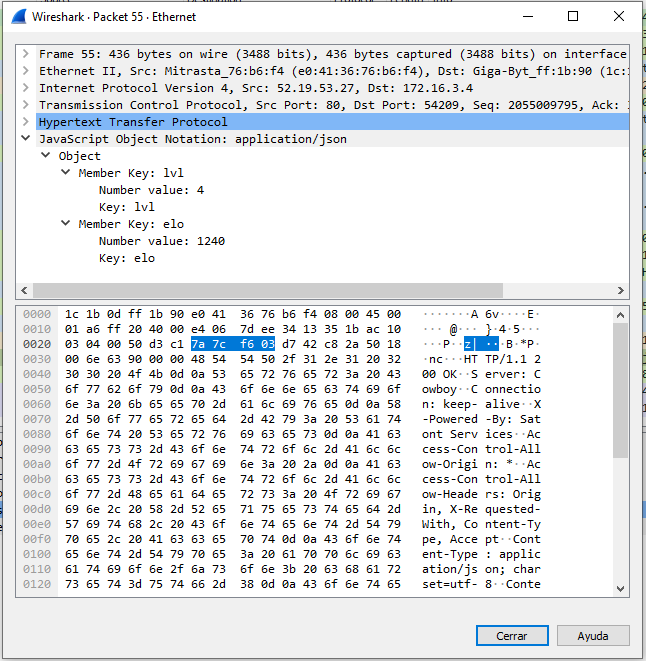 Wireshark · Packet 55 · Ethernet
Frame 55: 436 bytes on wire (3488 bits), 436 bytes captured (3488 bits) on interface
Ethernet II, Src: Mitrasta_76:b6:f4 (e0:41:36:76:b6:f4), Dst: Giga-Byt_ff:1b:90 (1c:
Internet Protocol Version 4, Src: 52.19.53.27, Dst: 172.16.3.4
Transmission Control Protocol, Src Port: 80, Dst Port: 54209, Seq: 2055009795, Ack:
Hypertext Transfer Protocol
JavaScript Object Notation: application/json
Object
Member Key: lvl
Number value: 4
Key: lvl
Member Key: elo
Number value: 1240
Key: elo
0000 1c 1b 0d ff 1b 90 e0 41 36 76 b6 f4 08 00 45 00 ·······A 6v····E·
0010 01 a6 ff 20 40 00 e4 06 7d ee 34 13 35 1b ac 10 ··· @··· }·4·5···
0020 03 04 00 50 d3 c1 7a 7c f6 03 d7 42 c8 2a 50 18 ···P··z| ···B·*P·
0030 00 6e 63 90 00 00 48 54 54 50 2f 31 2e 31 20 32 ·nc···HT TP/1.1 2
0040 30 30 20 4f 4b 0d 0a 53 65 72 76 65 72 3a 20 43 00 OK··S erver: C
0050 6f 77 62 6f 79 0d 0a 43 6f 6e 6e 65 63 74 69 6f owboy··C onnectio
0060 6e 3a 20 6b 65 65 70 2d 61 6c 69 76 65 0d 0a 58 n: keep- alive··X
0070 2d 50 6f 77 65 72 65 64 2d 42 79 3a 20 53 61 74 -Powered -By: Sat
0080 6f 6e 74 20 53 65 72 76 69 63 65 73 0d 0a 41 63 ont Serv ices··Ac
0090 63 65 73 73 2d 43 6f 6e 74 72 6f 6c 2d 41 6c 6c cess-Con trol-All
00a0 6f 77 2d 4f 72 69 67 69 6e 3a 20 2a 0d 0a 41 63 ow-Origi n: *··Ac
00b0 63 65 73 73 2d 43 6f 6e 74 72 6f 6c 2d 41 6c 6c cess-Con trol-All
00c0 6f 77 2d 48 65 61 64 65 72 73 3a 20 4f 72 69 67 ow-Heade rs: Orig
00d0 69 6e 2c 20 58 2d 52 65 71 75 65 73 74 65 64 2d in, X-Re quested-
00e0 57 69 74 68 2c 20 43 6f 6e 74 65 6e 74 2d 54 79 With, Co ntent-Ty
00f0 70 65 2c 20 41 63 63 65 70 74 0d 0a 43 6f 6e 74 pe, Acce pt··Cont
0100 65 6e 74 2d 54 79 70 65 3a 20 61 70 70 6c 69 63 ent-Type : applic
0110 61 74 69 6f 6e 2f 6a 73 6f 6e 3b 20 63 68 61 72 ation/js on; char
0120 73 65 74 3d 75 74 66 2d 38 0d 0a 43 6f 6e 74 65 set=utf- 8··Conte
Cerrar
Ayuda